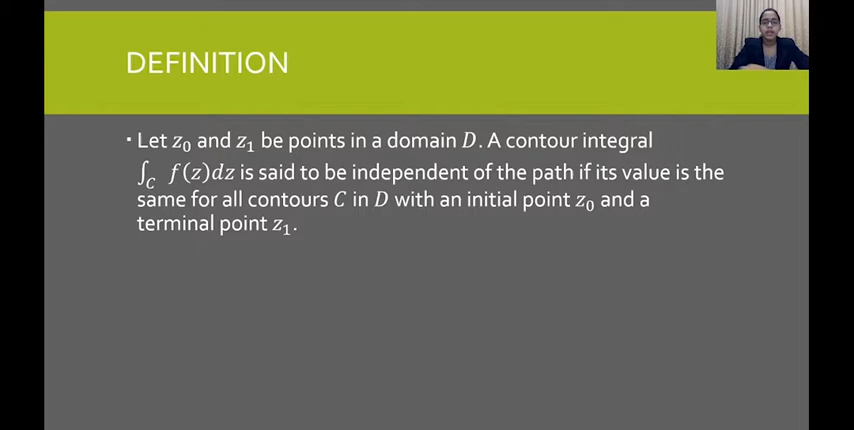 DEFINITION
▪ Let z₀ and z₁ be points in a domain D. A contour integral
∫_C f(z)dz is said to be independent of the path if its value is the
same for all contours C in D with an initial point z₀ and a
terminal point z₁.